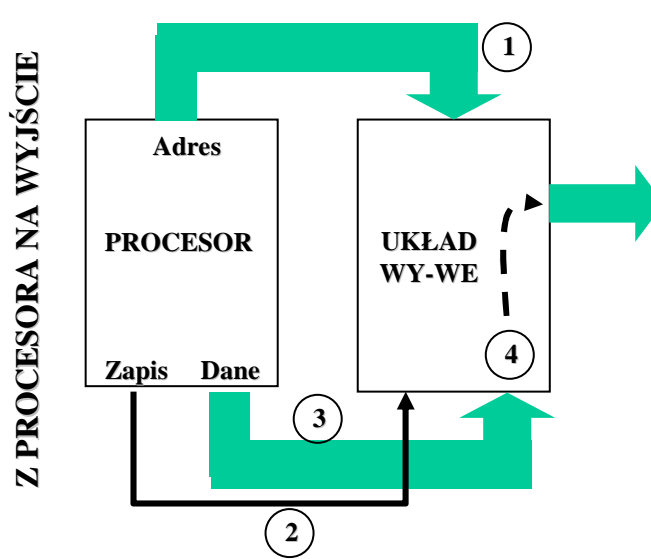 Z PROCESORA NA WYJŚCIE
1
Adres
PROCESOR
UKŁAD
WY-WE
4
Zapis Dane
3
2